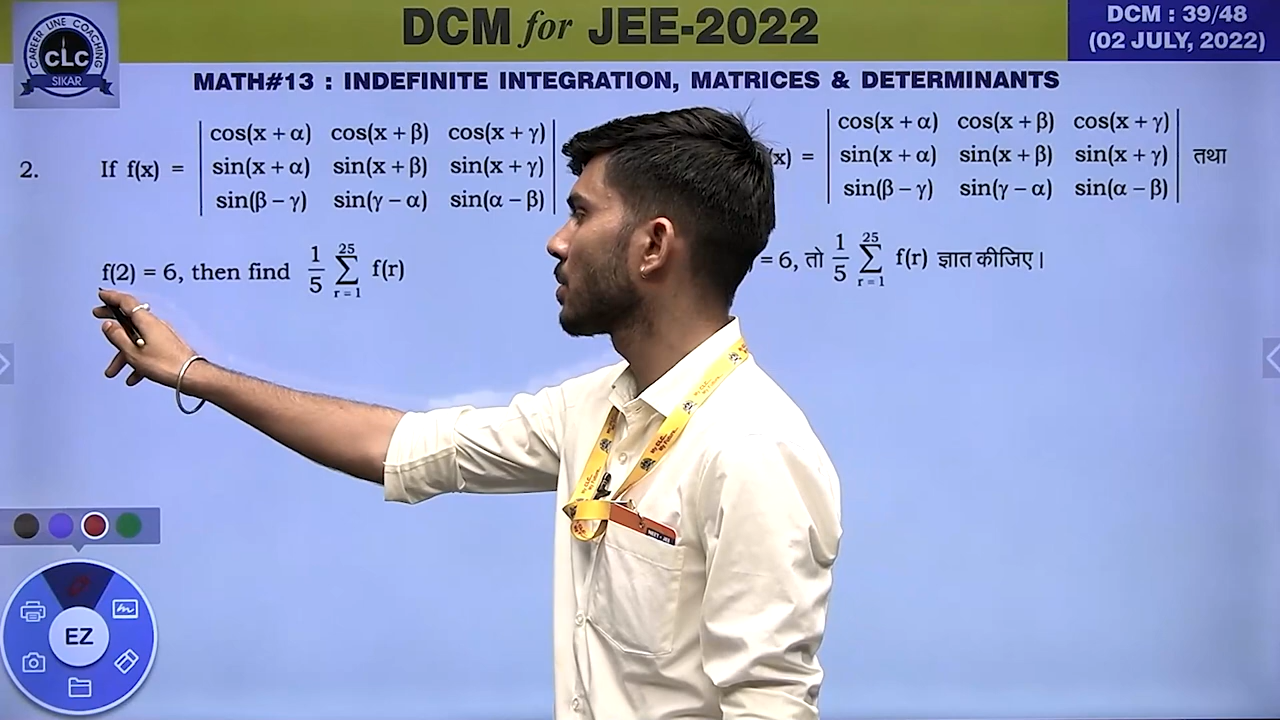 DCM for JEE-2022
DCM : 39/48
(02 JULY, 2022)
CAREER LINE COACHING
CLC
SIKAR
MATH#13 : INDEFINITE INTEGRATION, MATRICES & DETERMINANTS
2. If f(x) = | cos(x + α) cos(x + β) cos(x + γ) |
| sin(x + α) sin(x + β) sin(x + γ) |
| sin(β – γ) sin(γ – α) sin(α – β) |
f(2) = 6, then find 1/5 25 ∑ r = 1 f(r)
(x) = | cos(x + α) cos(x + β) cos(x + γ) |
| sin(x + α) sin(x + β) sin(x + γ) | तथा
| sin(β – γ) sin(γ – α) sin(α – β) |
= 6, तो 1/5 25 ∑ r = 1 f(r) ज्ञात कीजिए।
EZ